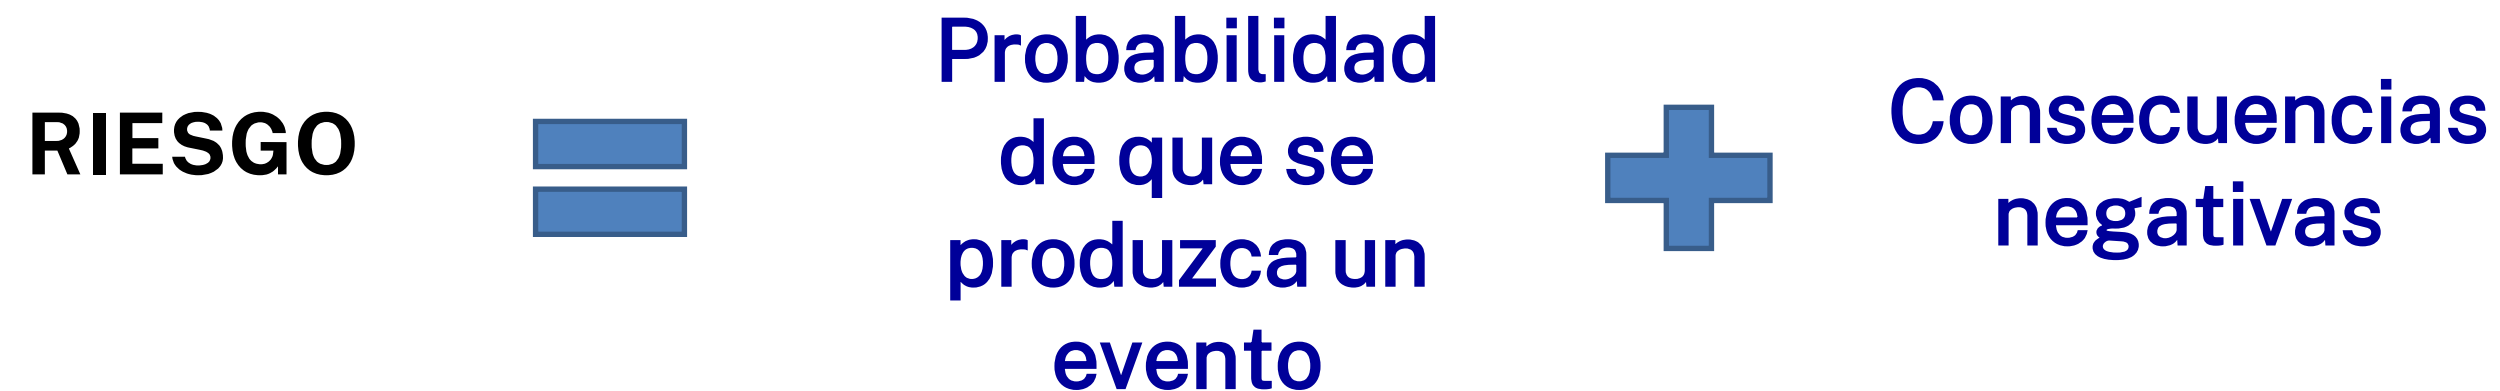 RIESGO
Probabilidad
de que se
produzca un
evento
Consecuencias
negativas